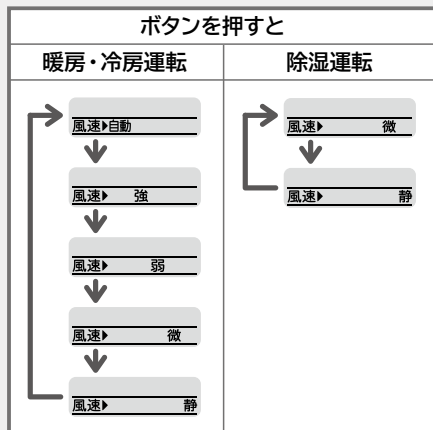 ボタンを押すと
暖房・冷房運転
除湿運転
風速▶自動
風速▶ 強
風速▶ 弱
風速▶ 微
風速▶ 静
風速▶ 微
風速▶ 静